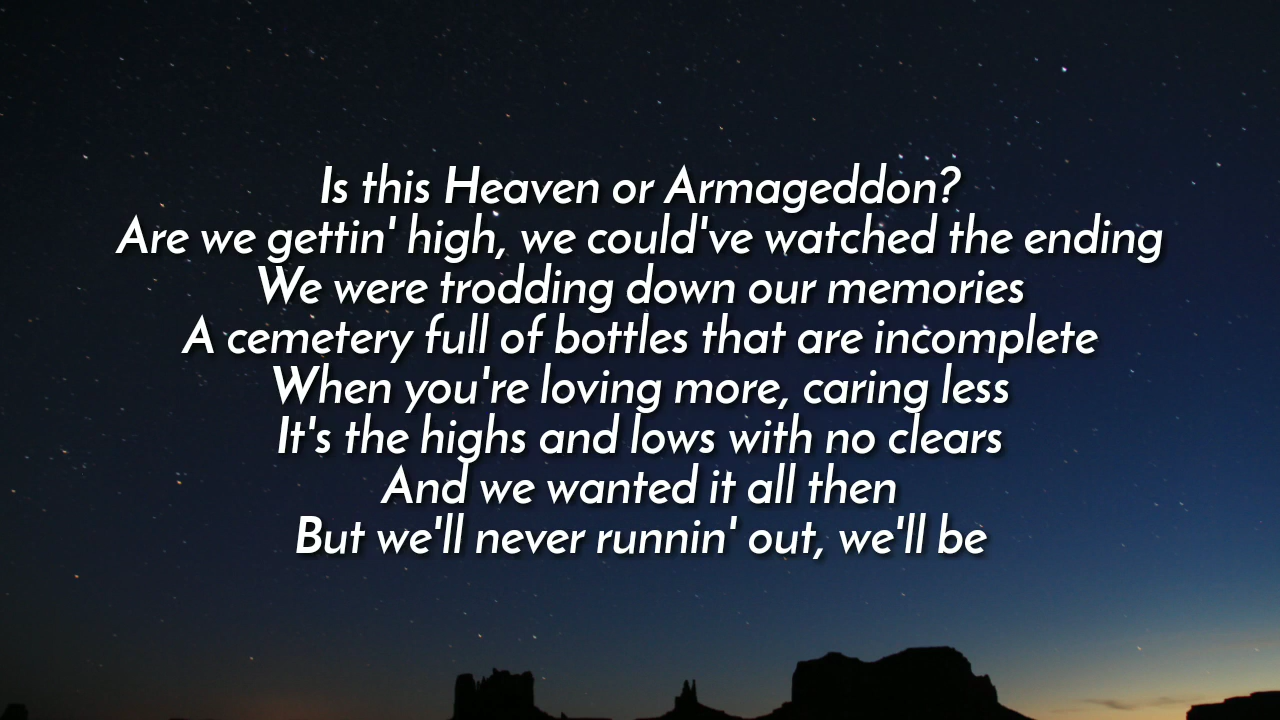 Is this Heaven or Armageddon?
Are we gettin' high, we could've watched the ending
We were trodding down our memories
A cemetery full of bottles that are incomplete
When you're loving more, caring less
It's the highs and lows with no clears
And we wanted it all then
But we'll never runnin' out, we'll be